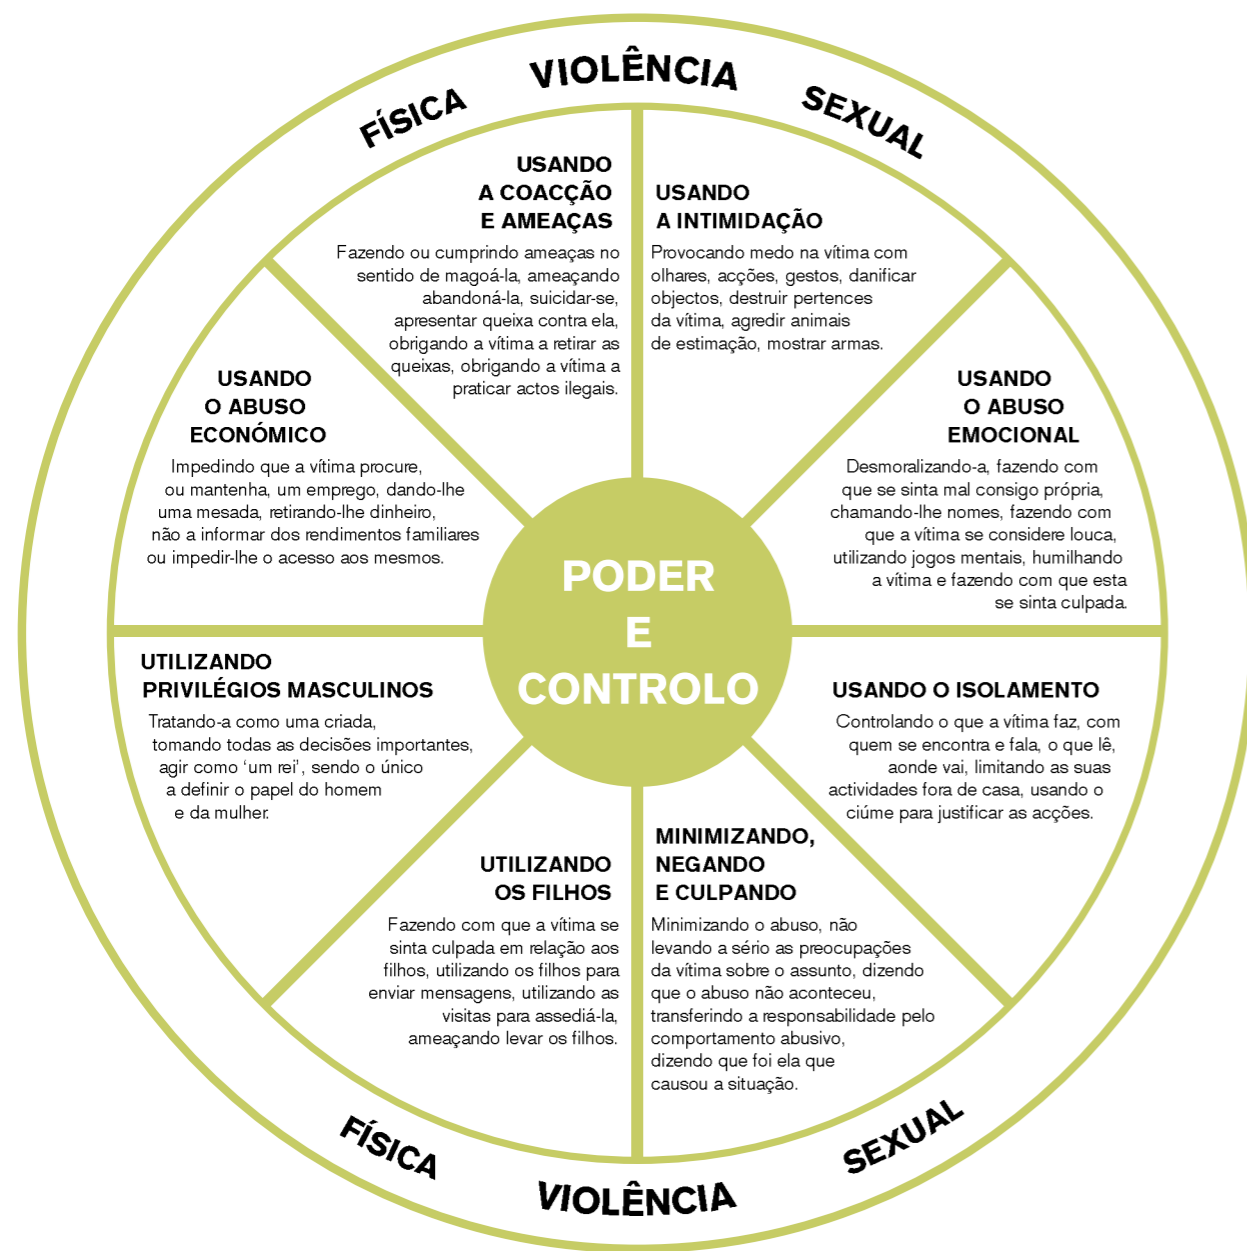 FÍSICA VIOLÊNCIA SEXUAL
USANDO
A COACÇÃO
E AMEAÇAS
Fazendo ou cumprindo ameaças no
sentido de magoá-la, ameaçando
abandoná-la, suicidar-se,
apresentar queixa contra ela,
obrigando a vítima a retirar as
queixas, obrigando a vítima a
praticar actos ilegais.
USANDO
A INTIMIDAÇÃO
Provocando medo na vítima com
olhares, acções, gestos, danificar
objectos, destruir pertences
da vítima, agredir animais
de estimação, mostrar armas.
USANDO
O ABUSO
EMOCIONAL
Desmoralizando-a, fazendo com
que se sinta mal consigo própria,
chamando-lhe nomes, fazendo com
que a vítima se considere louca,
utilizando jogos mentais, humilhando
a vítima e fazendo com que esta
se sinta culpada.
USANDO O ISOLAMENTO
Controlando o que a vítima faz, com
quem se encontra e fala, o que lê,
aonde vai, limitando as suas
actividades fora de casa, usando o
ciúme para justificar as acções.
MINIMIZANDO,
NEGANDO
E CULPANDO
Minimizando o abuso, não
levando a sério as preocupações
da vítima sobre o assunto, dizendo
que o abuso não aconteceu,
transferindo a responsabilidade pelo
comportamento abusivo,
dizendo que foi ela que
causou a situação.
UTILIZANDO
OS FILHOS
Fazendo com que a vítima se
sinta culpada em relação aos
filhos, utilizando os filhos para
enviar mensagens, utilizando as
visitas para assediá-la,
ameaçando levar os filhos.
UTILIZANDO
PRIVILÉGIOS MASCULINOS
Tratando-a como uma criada,
tomando todas as decisões importantes,
agir como ‘um rei’, sendo o único
a definir o papel do homem
e da mulher.
USANDO
O ABUSO
ECONÓMICO
Impedindo que a vítima procure,
ou mantenha, um emprego, dando-lhe
uma mesada, retirando-lhe dinheiro,
não a informar dos rendimentos familiares
ou impedir-lhe o acesso aos mesmos.
PODER
E
CONTROLO
FÍSICA VIOLÊNCIA SEXUAL